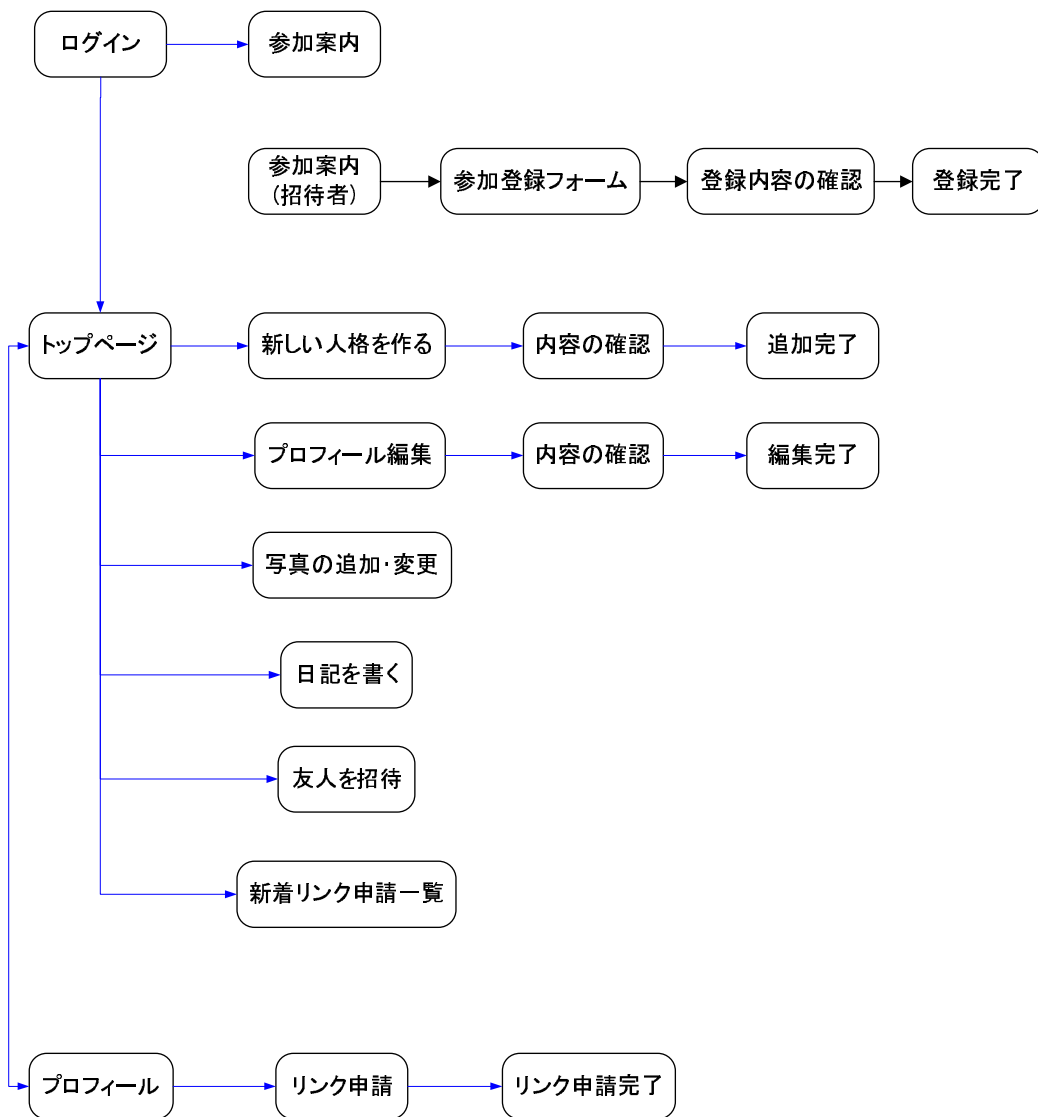 ログイン
参加案内
参加案内
(招待者)
参加登録フォーム
登録内容の確認
登録完了
トップページ
新しい人格を作る
内容の確認
追加完了
プロフィール編集
内容の確認
編集完了
写真の追加・変更
日記を書く
友人を招待
新着リンク申請一覧
プロフィール
リンク申請
リンク申請完了